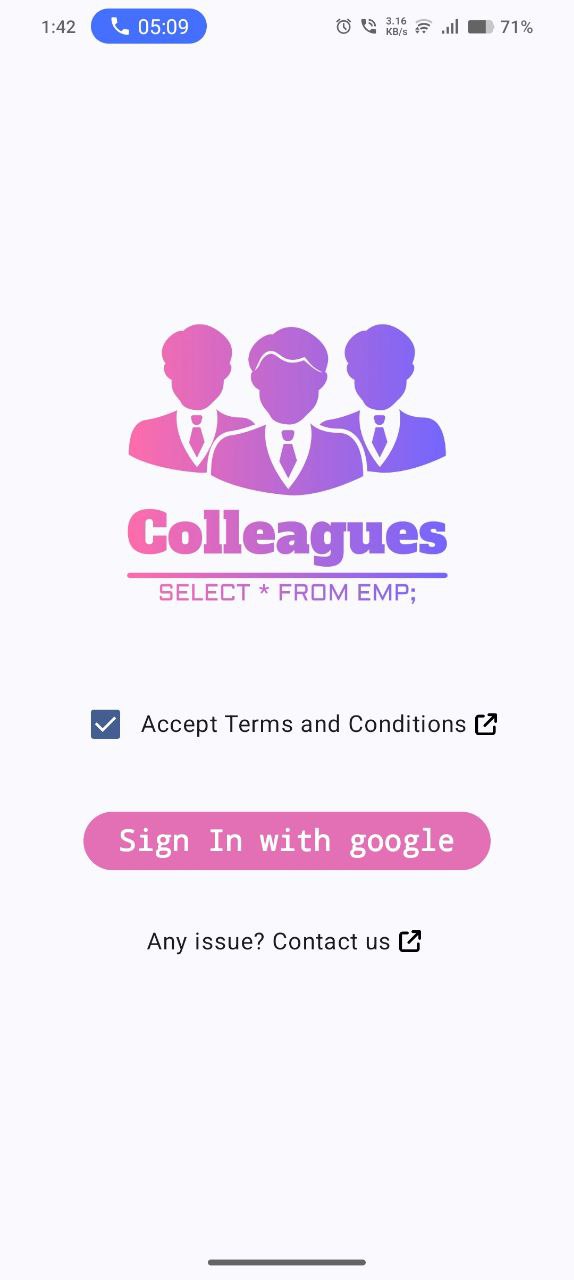 1:42
05:09
3.16
KB/s
71%
Colleagues
SELECT * FROM EMP;
Accept Terms and Conditions
Sign In with google
Any issue? Contact us